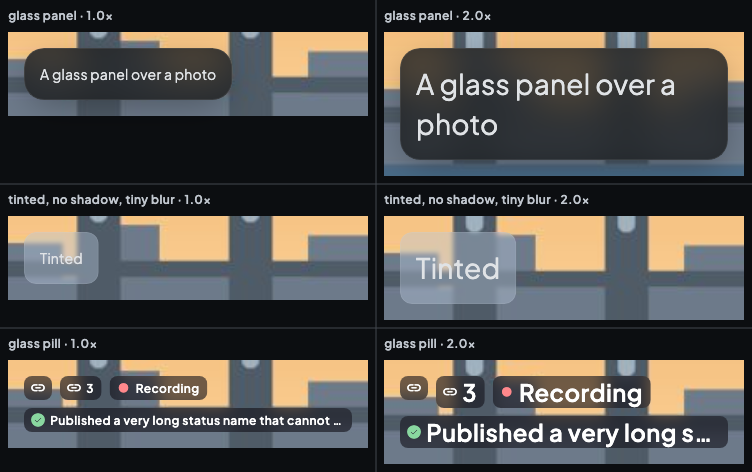 glass panel · 1.0×
glass panel · 2.0×
A glass panel over a photo
A glass panel over a
photo
tinted, no shadow, tiny blur · 1.0×
tinted, no shadow, tiny blur · 2.0×
Tinted
Tinted
glass pill · 1.0×
glass pill · 2.0×
3
Recording
3
Recording
Published a very long status name that cannot …
Published a very long s…